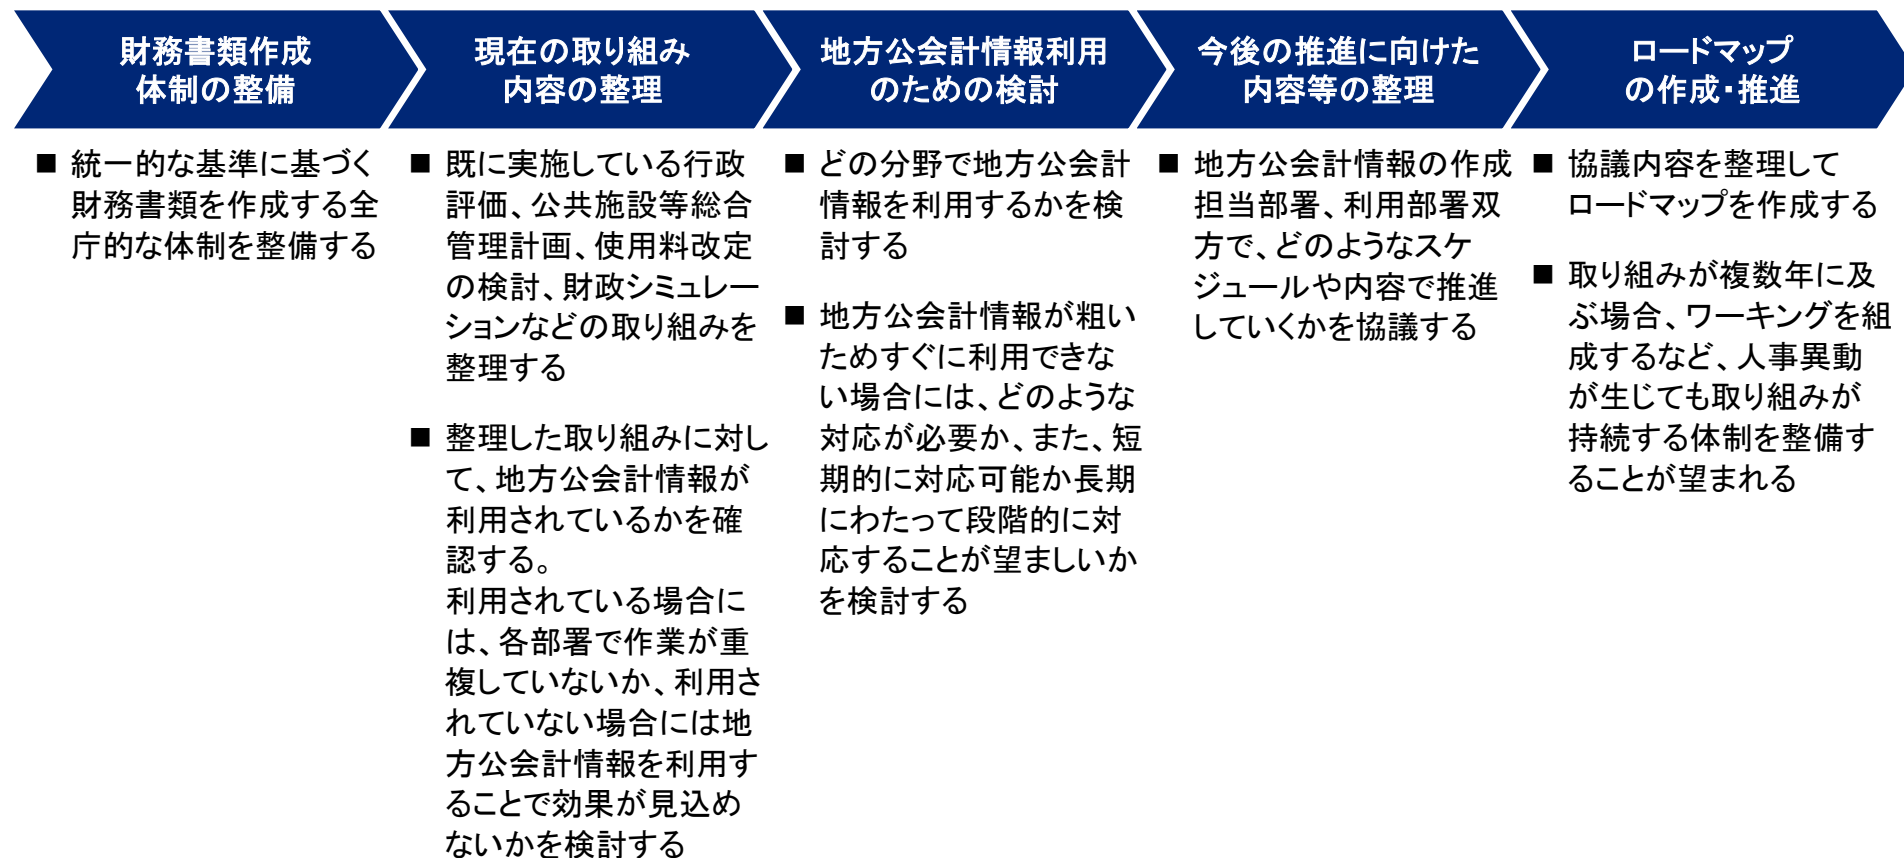 財務書類作成
体制の整備
■ 統一的な基準に基づく
財務書類を作成する全
庁的な体制を整備する
現在の取り組み
内容の整理
■ 既に実施している行政
評価、公共施設等総合
管理計画、使用料改定
の検討、財政シミュレー
ションなどの取り組みを
整理する
■ 整理した取り組みに対し
て、地方公会計情報が
利用されているかを確
認する。
利用されている場合に
は、各部署で作業が重
複していないか、利用さ
れていない場合には地
方公会計情報を利用す
ることで効果が見込め
ないかを検討する
地方公会計情報利用
のための検討
■ どの分野で地方公会計
情報を利用するかを検
討する
■ 地方公会計情報が粗い
ためすぐに利用できな
い場合には、どのような
対応が必要か、また、短
期的に対応可能か長期
にわたって段階的に対
応することが望ましいか
を検討する
今後の推進に向けた
内容等の整理
■ 地方公会計情報の作成
担当部署、利用部署双
方で、どのようなスケ
ジュールや内容で推進
していくかを協議する
ロードマップ
の作成・推進
■ 協議内容を整理して
ロードマップを作成する
■ 取り組みが複数年に及
ぶ場合、ワーキングを組
成するなど、人事異動
が生じても取り組みが
持続する体制を整備す
ることが望まれる